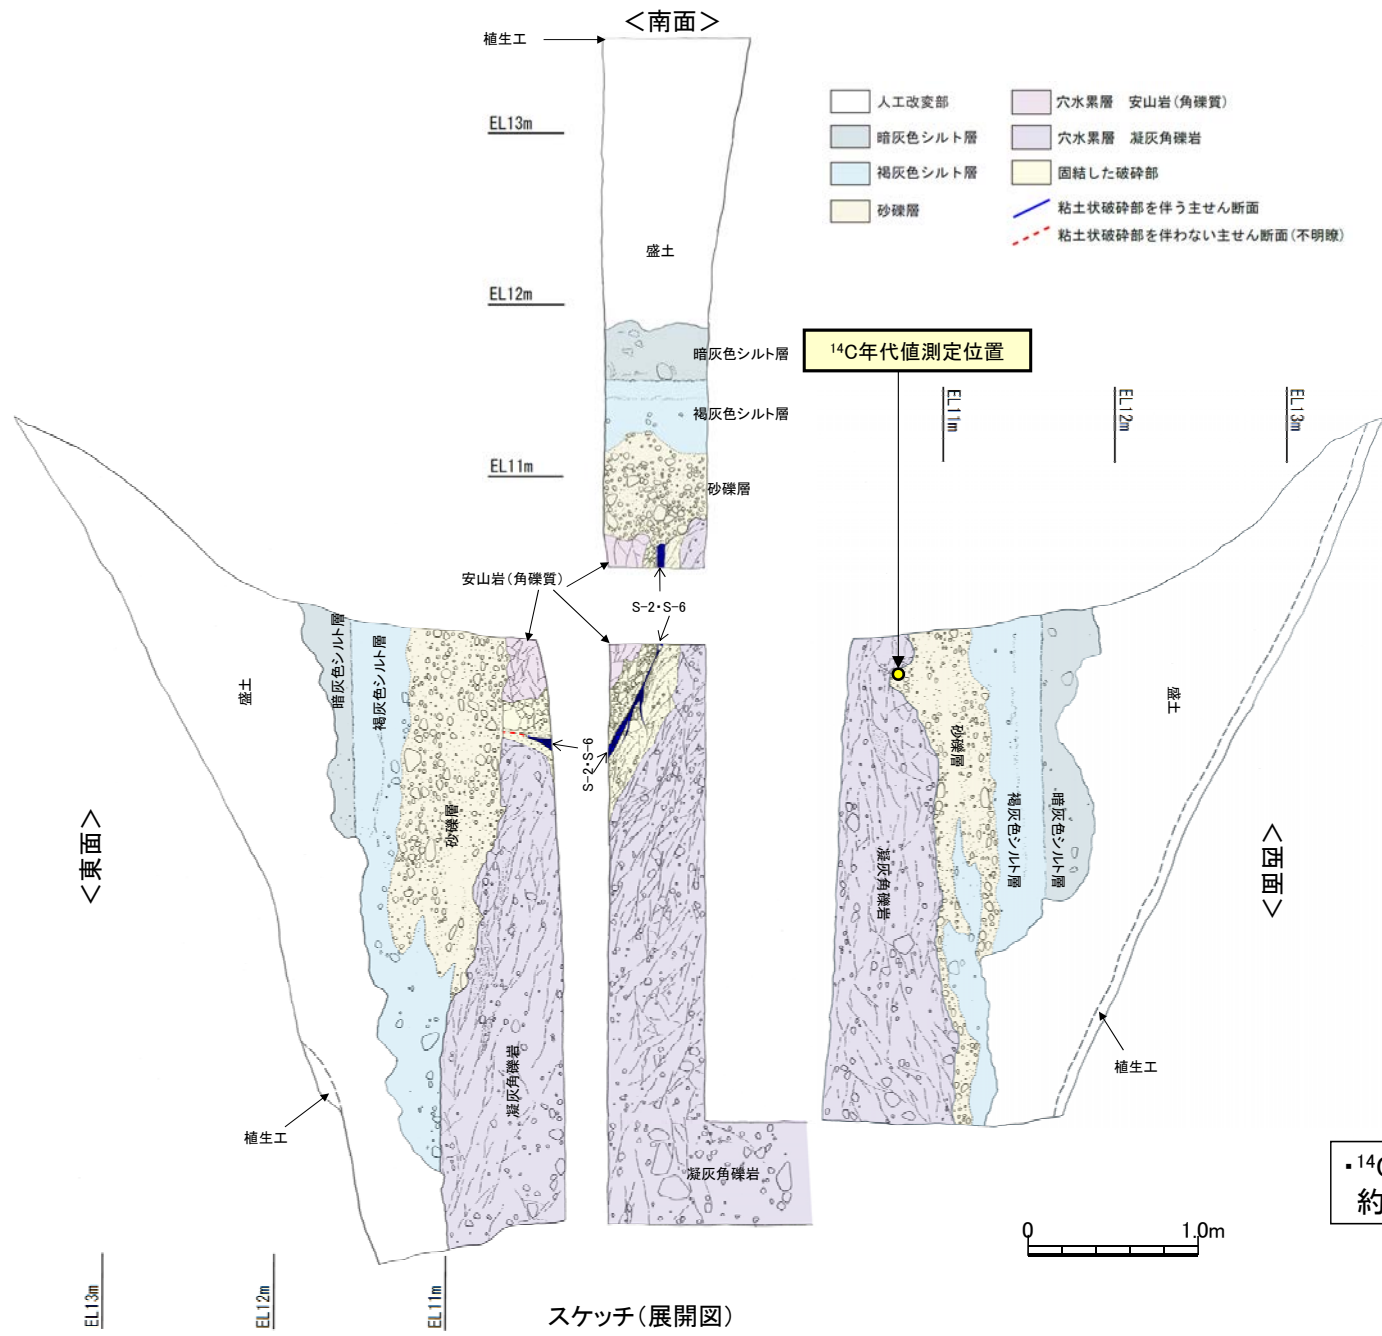 ＜南面＞
植生工
EL13m
盛土
EL12m
暗灰色シルト層
褐灰色シルト層
EL11m
砂礫層
安山岩(角礫質)
S-2・S-6
人工改変部
暗灰色シルト層
褐灰色シルト層
砂礫層
穴水累層　安山岩(角礫質)
穴水累層　凝灰角礫岩
固結した破砕部
粘土状破砕部を伴う主せん断面
粘土状破砕部を伴わない主せん断面(不明瞭)
¹⁴C年代値測定位置
EL11m
EL12m
EL13m
＜東面＞
盛土
暗灰色シルト層
褐灰色シルト層
砂礫層
凝灰角礫岩
植生工
S-2・S-6
凝灰角礫岩
凝灰角礫岩
砂礫層
褐灰色シルト層
暗灰色シルト層
盛土
＜西面＞
植生工
・¹⁴C
約
0
1.0m
EL13m
EL12m
EL11m
スケッチ(展開図)